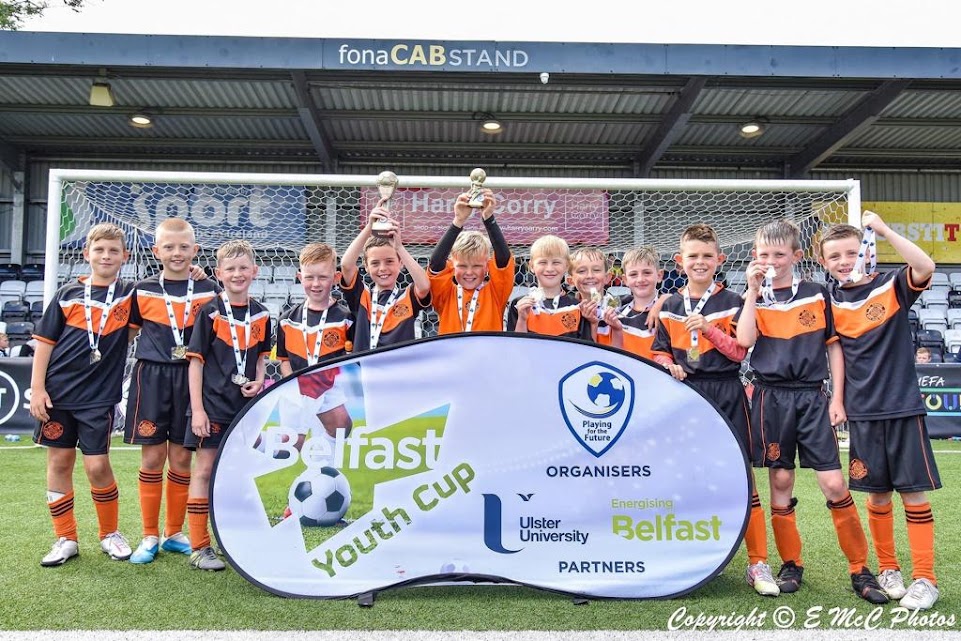 fonaCAB STAND
sport
Harry Corry
Belfast
Youth Cup
Playing
for the
Future
ORGANISERS
Ulster
University
Energising
Belfast
PARTNERS
UEFA
Copyright © E McC Photos